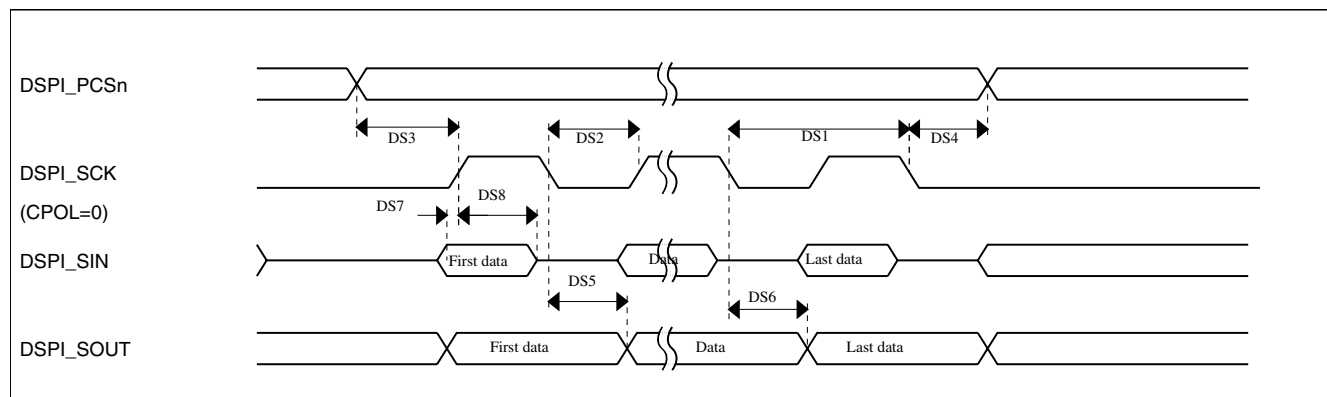 DSPI_PCSn
DS3
DS2
DS1
DS4
DSPI_SCK
(CPOL=0)
DS7
DS8
DSPI_SIN
First data
Data
Last data
DS5
DS6
DSPI_SOUT
First data
Data
Last data